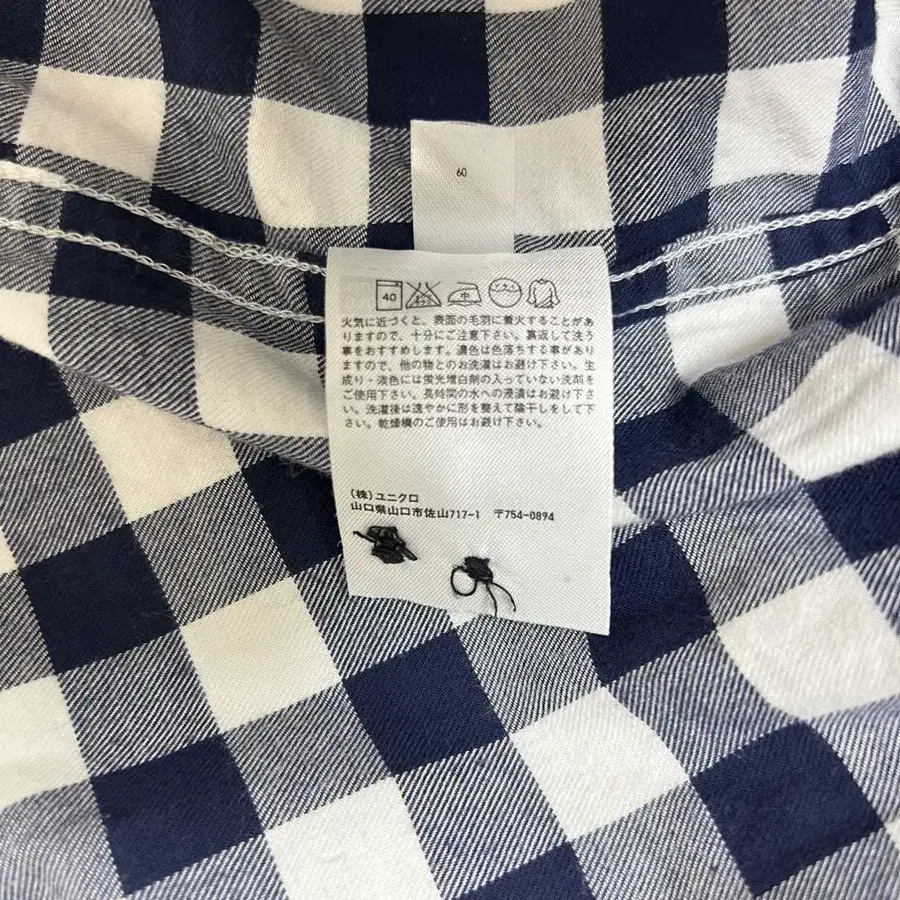 60
40 エンソサラシ 中
火気に近づくと、表面の毛羽に着火することがあ
りますので、十分にご注意下さい。裏返して洗う
事をおすすめします。濃色は色落ちする事があり
ますので、他の物とのお洗濯はお避け下さい。生
成り・淡色には蛍光増白剤の入っていない洗剤を
ご使用下さい。長時間の水への浸漬はお避け下さ
い。洗濯後は速やかに形を整えて陰干しをして下
さい。乾燥機のご使用はお避け下さい。
(株)ユニクロ
山口県山口市佐山717-1 〒754-0894